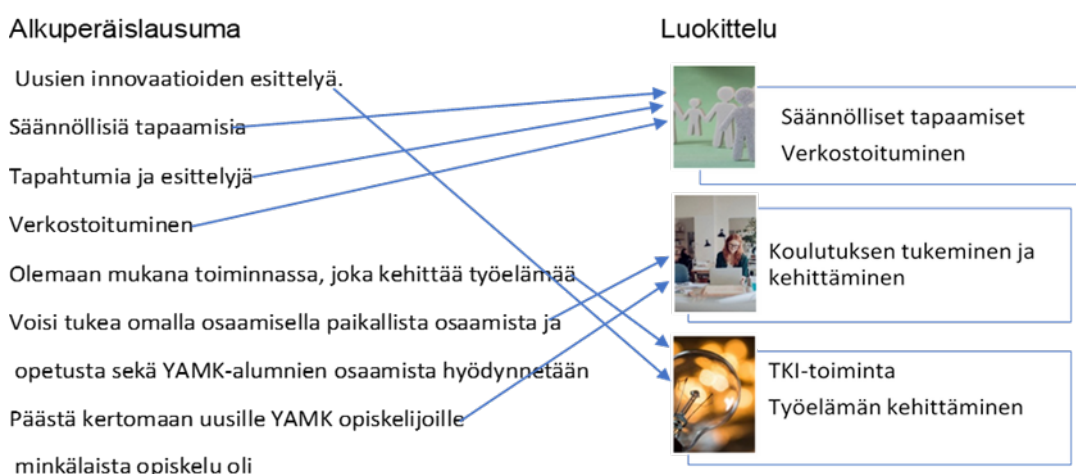 Alkuperäislausuma
Uusien innovaatioiden esittelyä.
Säännöllisiä tapaamisia
Tapahtumia ja esittelyjä
Verkostoituminen
Olemaan mukana toiminnassa, joka kehittää työelämää
Voisi tukea omalla osaamisella paikallista osaamista ja
opetusta sekä YAMK-alumnien osaamista hyödynnetään
Päästä kertomaan uusille YAMK opiskelijoille
minkälaista opiskelu oli
Luokittelu
Säännölliset tapaamiset
Verkostoituminen
Koulutuksen tukeminen ja
kehittäminen
TKI-toiminta
Työelämän kehittäminen